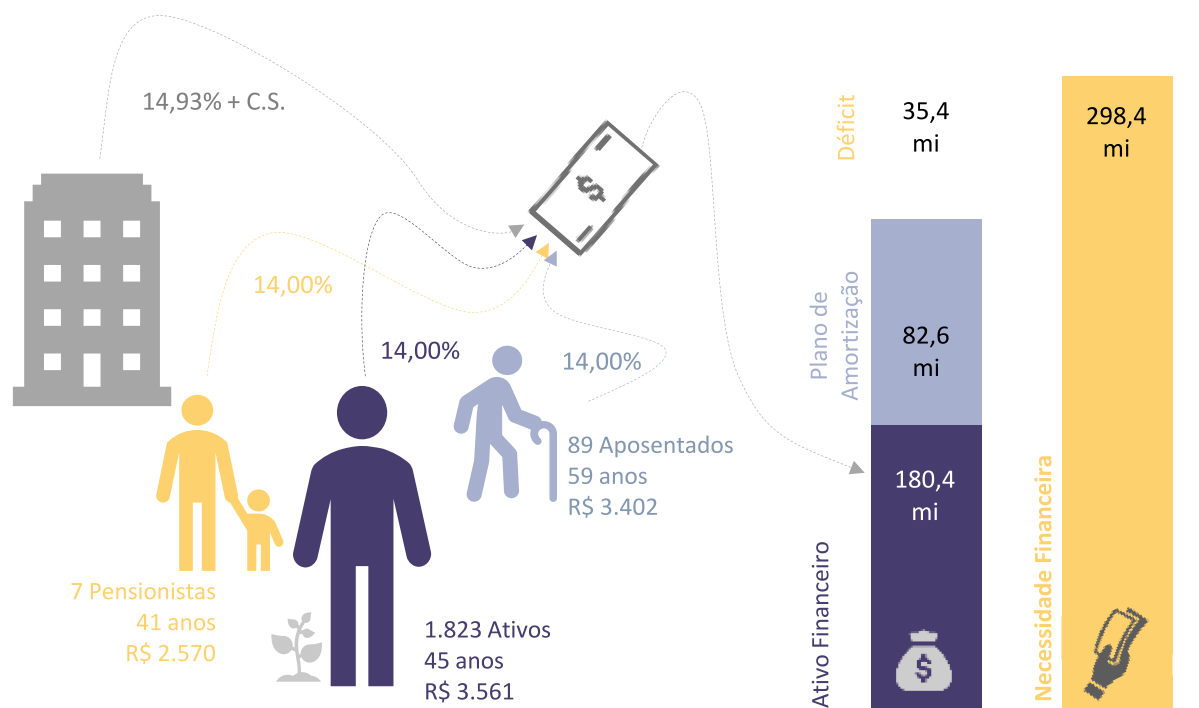 14,93% + C.S.
14,00%
14,00%
14,00%
7 Pensionistas
41 anos
R$ 2.570
1.823 Ativos
45 anos
R$ 3.561
89 Aposentados
59 anos
R$ 3.402
$
Déficit
35,4
mi
Plano de
Amortização
82,6
mi
Ativo Financeiro
180,4
mi
$
Necessidade Financeira
298,4
mi